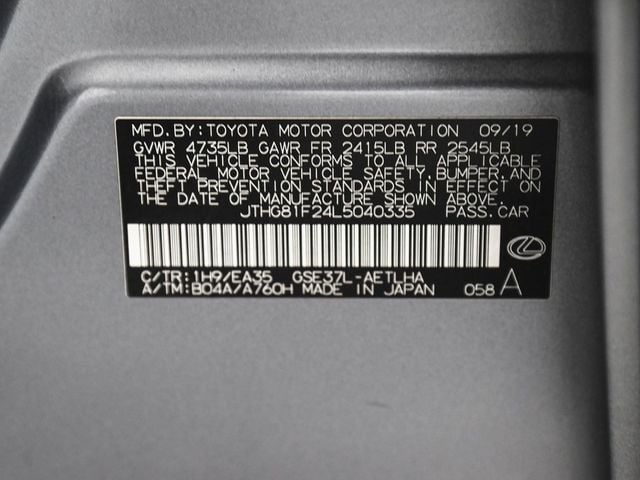 MFD. BY: TOYOTA MOTOR CORPORATION 09/19
GVWR 4735LB GAWR FR 2415LB RR 2545LB
THIS VEHICLE CONFORMS TO ALL APPLICABLE
FEDERAL MOTOR VEHICLE SAFETY, BUMPER, AND
THEFT PREVENTION STANDARDS IN EFFECT ON
THE DATE OF MANUFACTURE SHOWN ABOVE.
JTHG81F24L5040335 PASS. CAR
C/TR: 1H9/EA35 GSE37L-AETLHA
A/TM: B04A/A760H MADE IN JAPAN 058 A